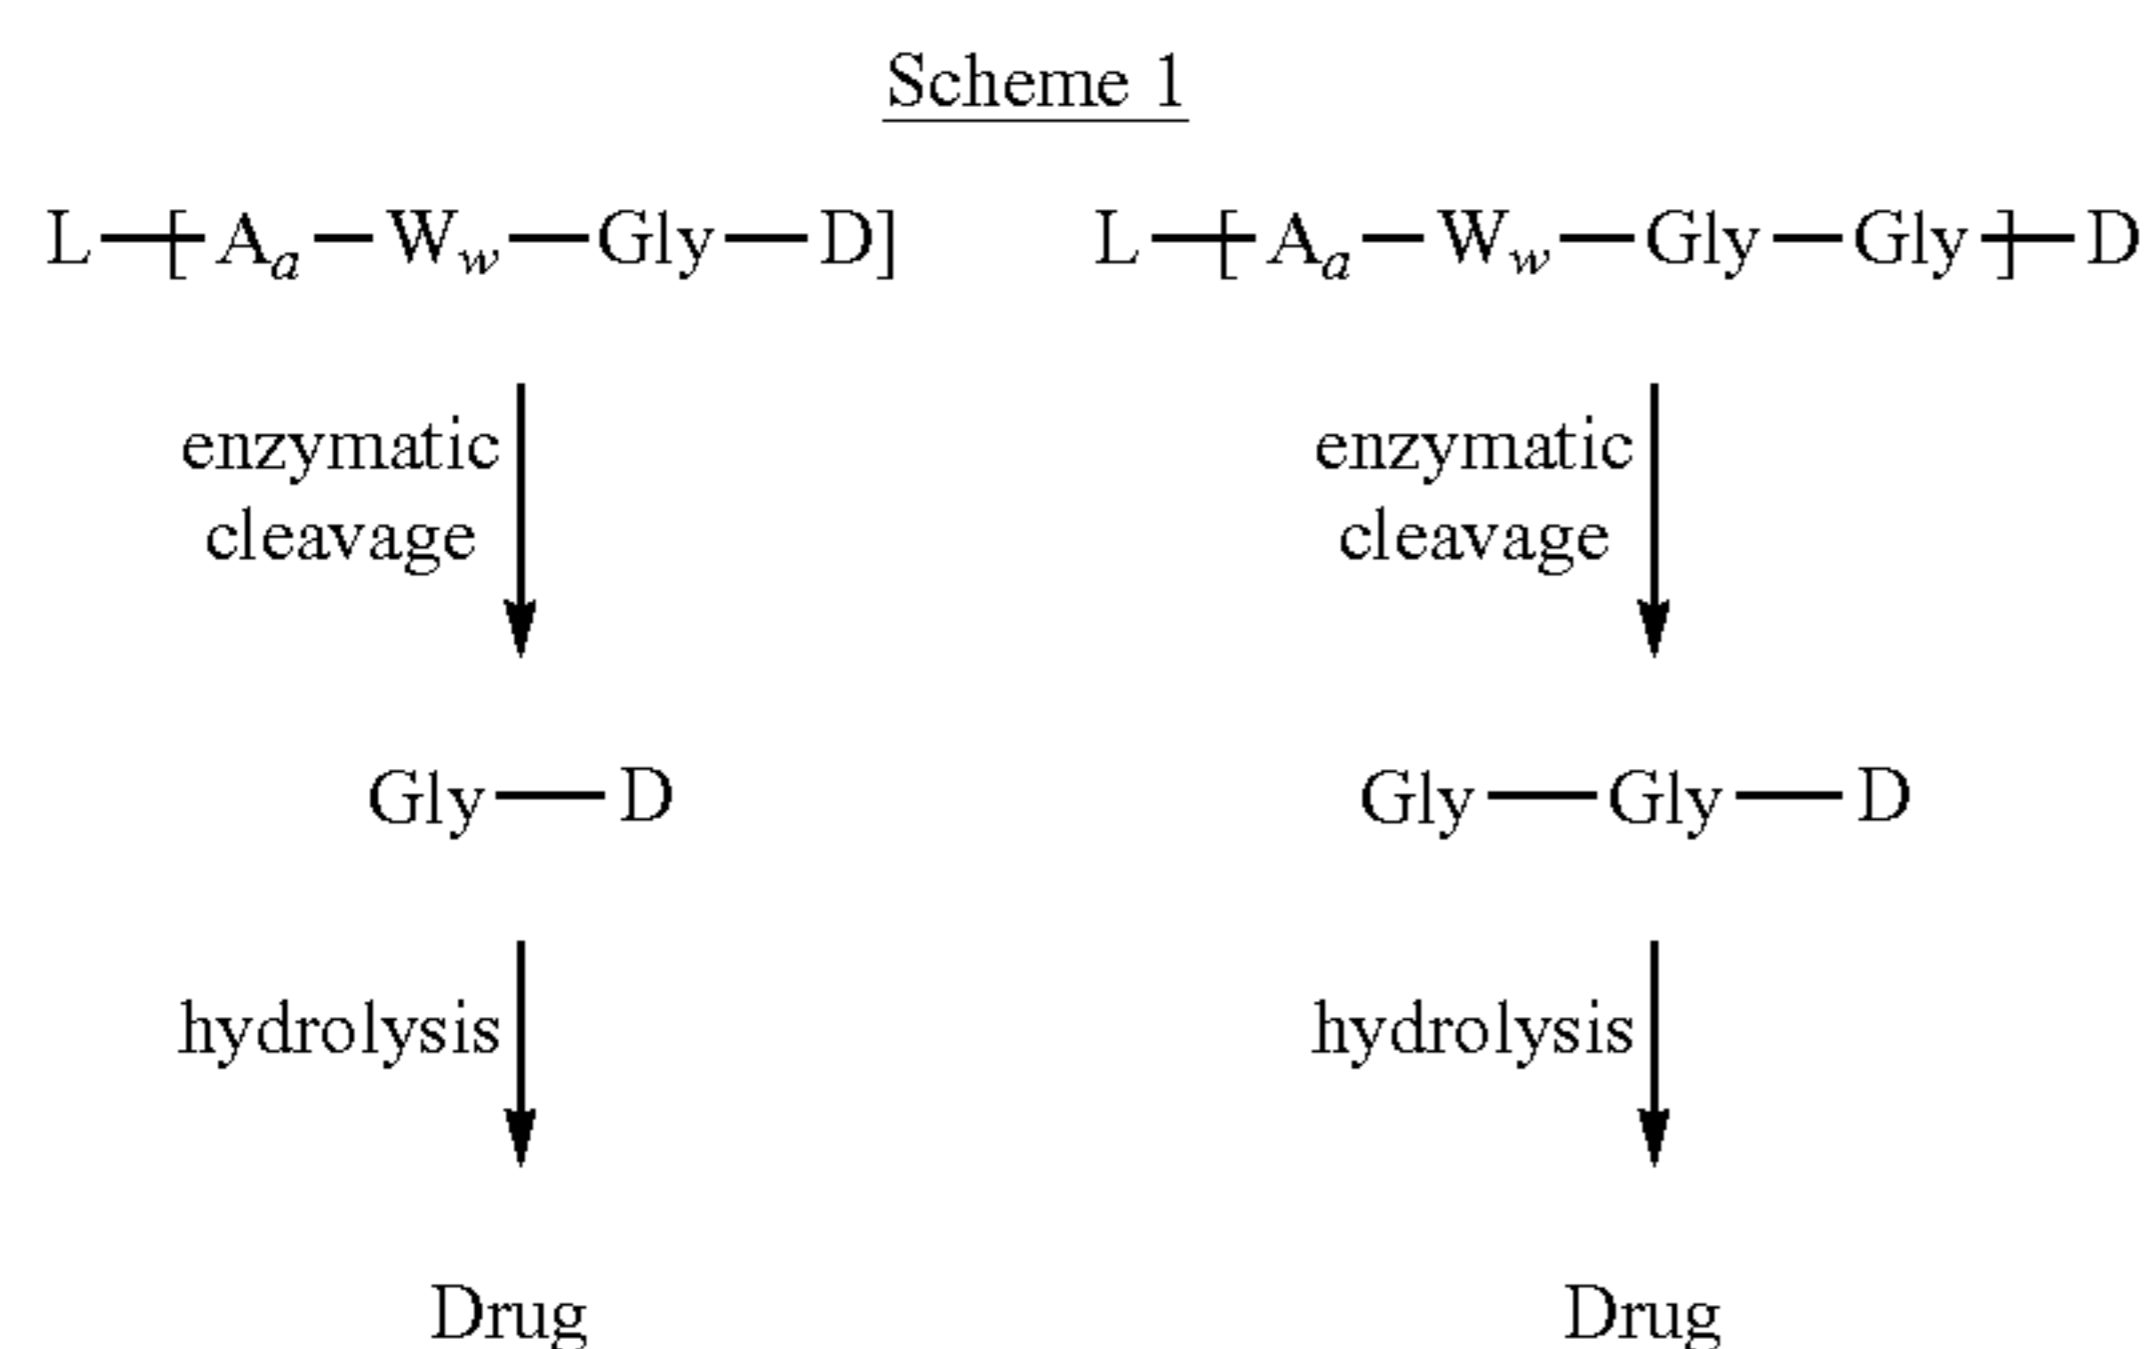 Scheme 1
L—[A_a—W_w—Gly—D] L—[A_a—W_w—Gly—Gly]—D
enzymatic cleavage
enzymatic cleavage
Gly—D Gly—Gly—D
hydrolysis hydrolysis
Drug Drug